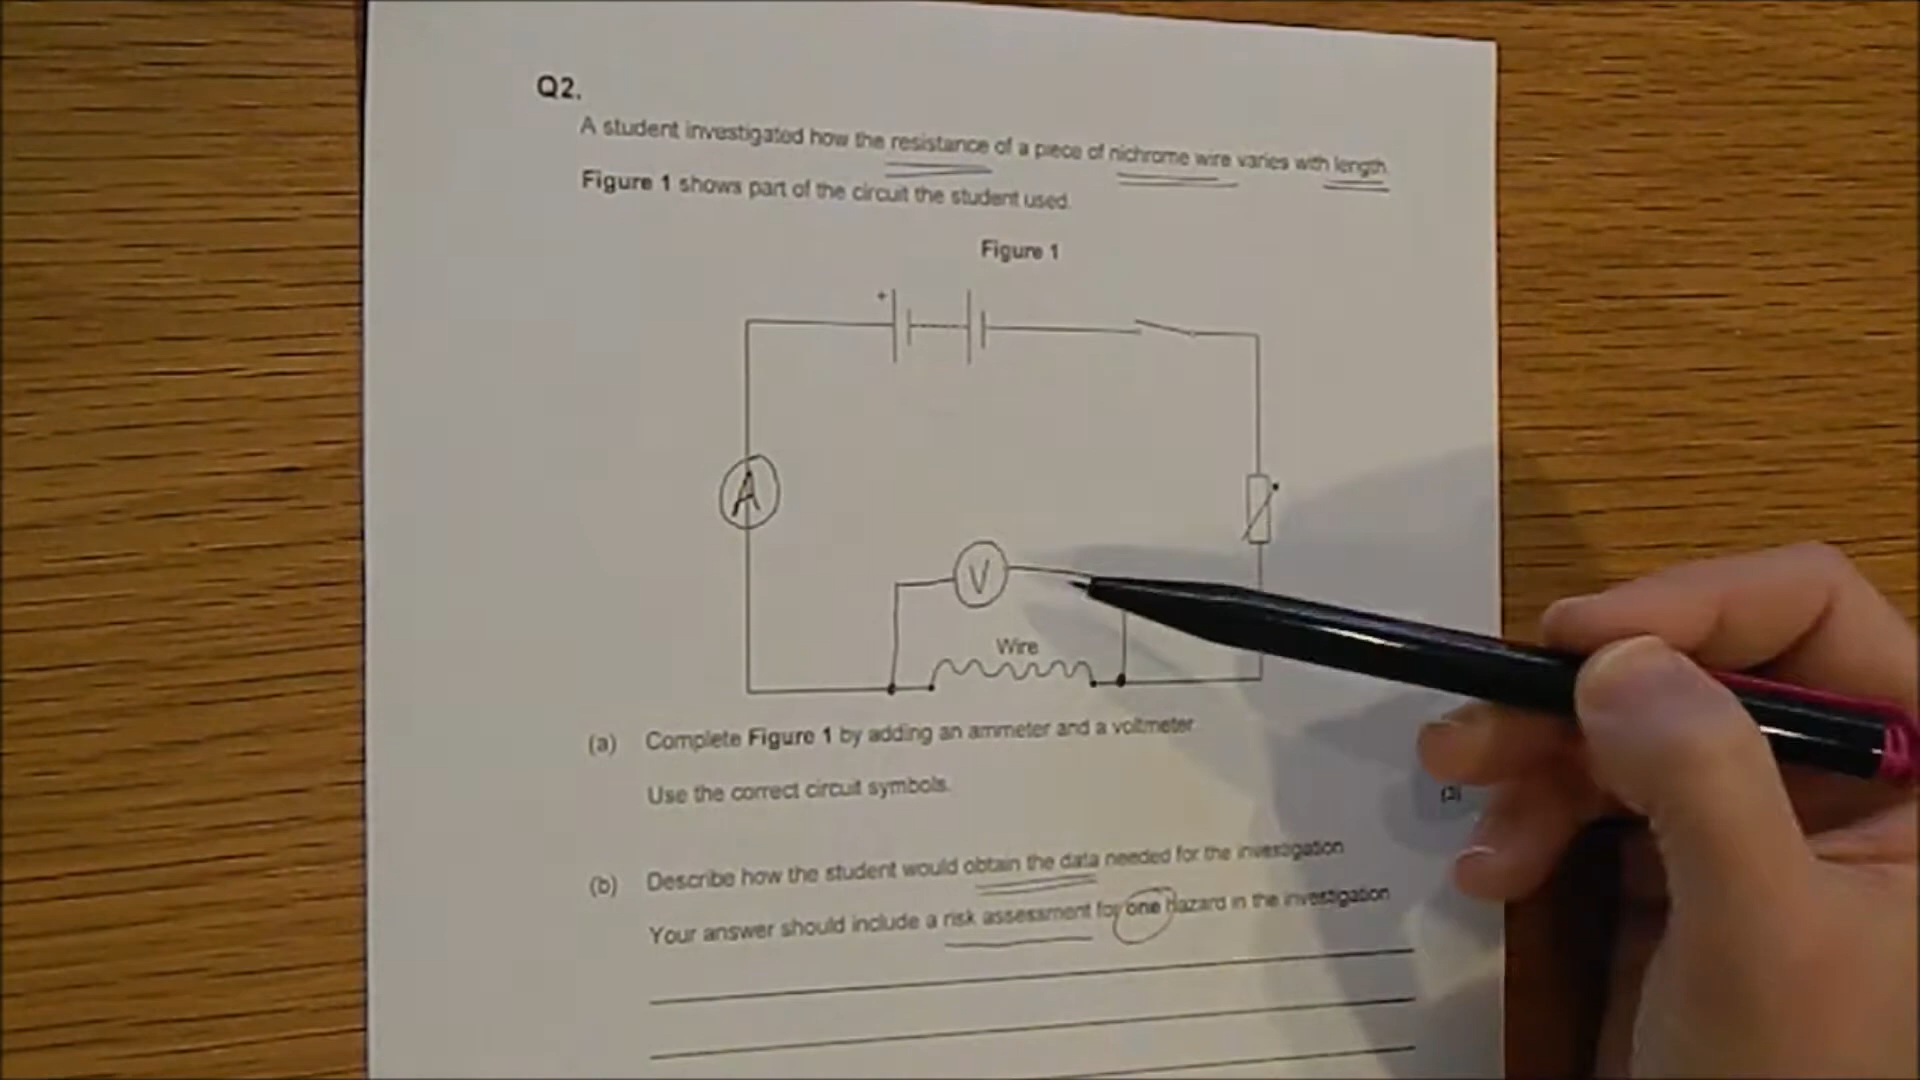 Q2.
A student investigated how the resistance of a piece of nichrome wire varies with length.
Figure 1 shows part of the circuit the student used.
Figure 1
+
A
V
Wire
(a) Complete Figure 1 by adding an ammeter and a voltmeter.
Use the correct circuit symbols.
(b) Describe how the student would obtain the data needed for the investigation.
Your answer should include a risk assessment for one hazard in the investigation.